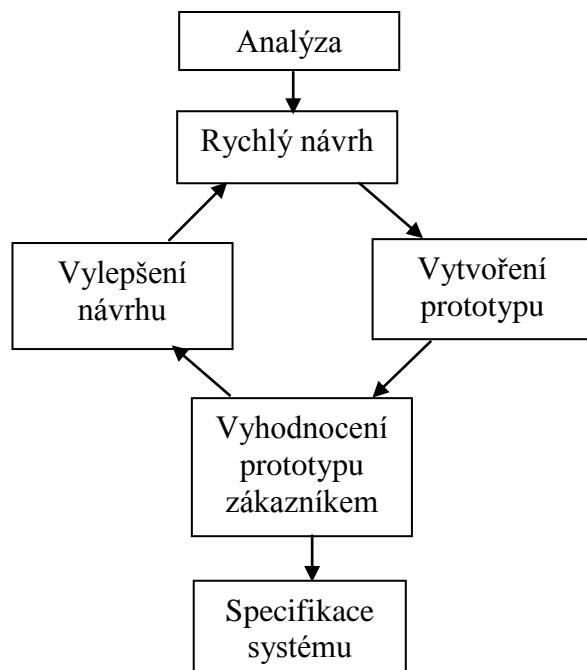 Analýza
Rychlý návrh
Vylepšení
návrhu
Vytvoření
prototypu
Vyhodnocení
prototypu
zákazníkem
Specifikace
systému